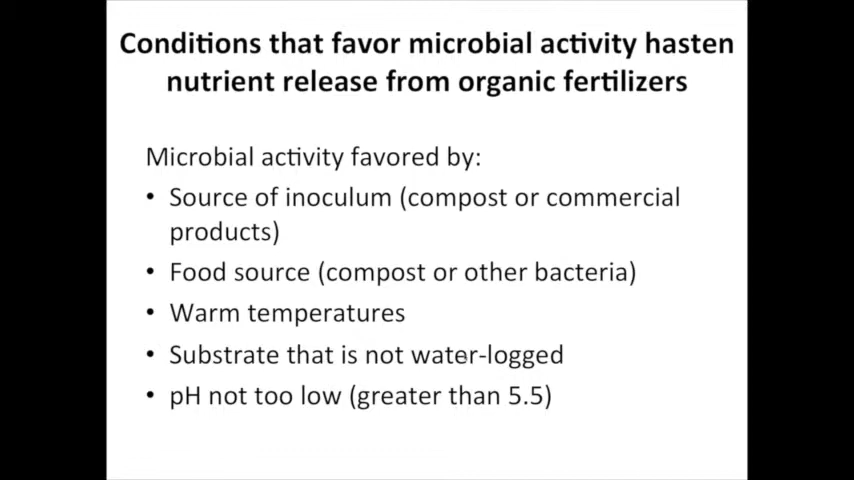 Conditions that favor microbial activity hasten
nutrient release from organic fertilizers
Microbial activity favored by:
• Source of inoculum (compost or commercial
products)
• Food source (compost or other bacteria)
• Warm temperatures
• Substrate that is not water-logged
• pH not too low (greater than 5.5)